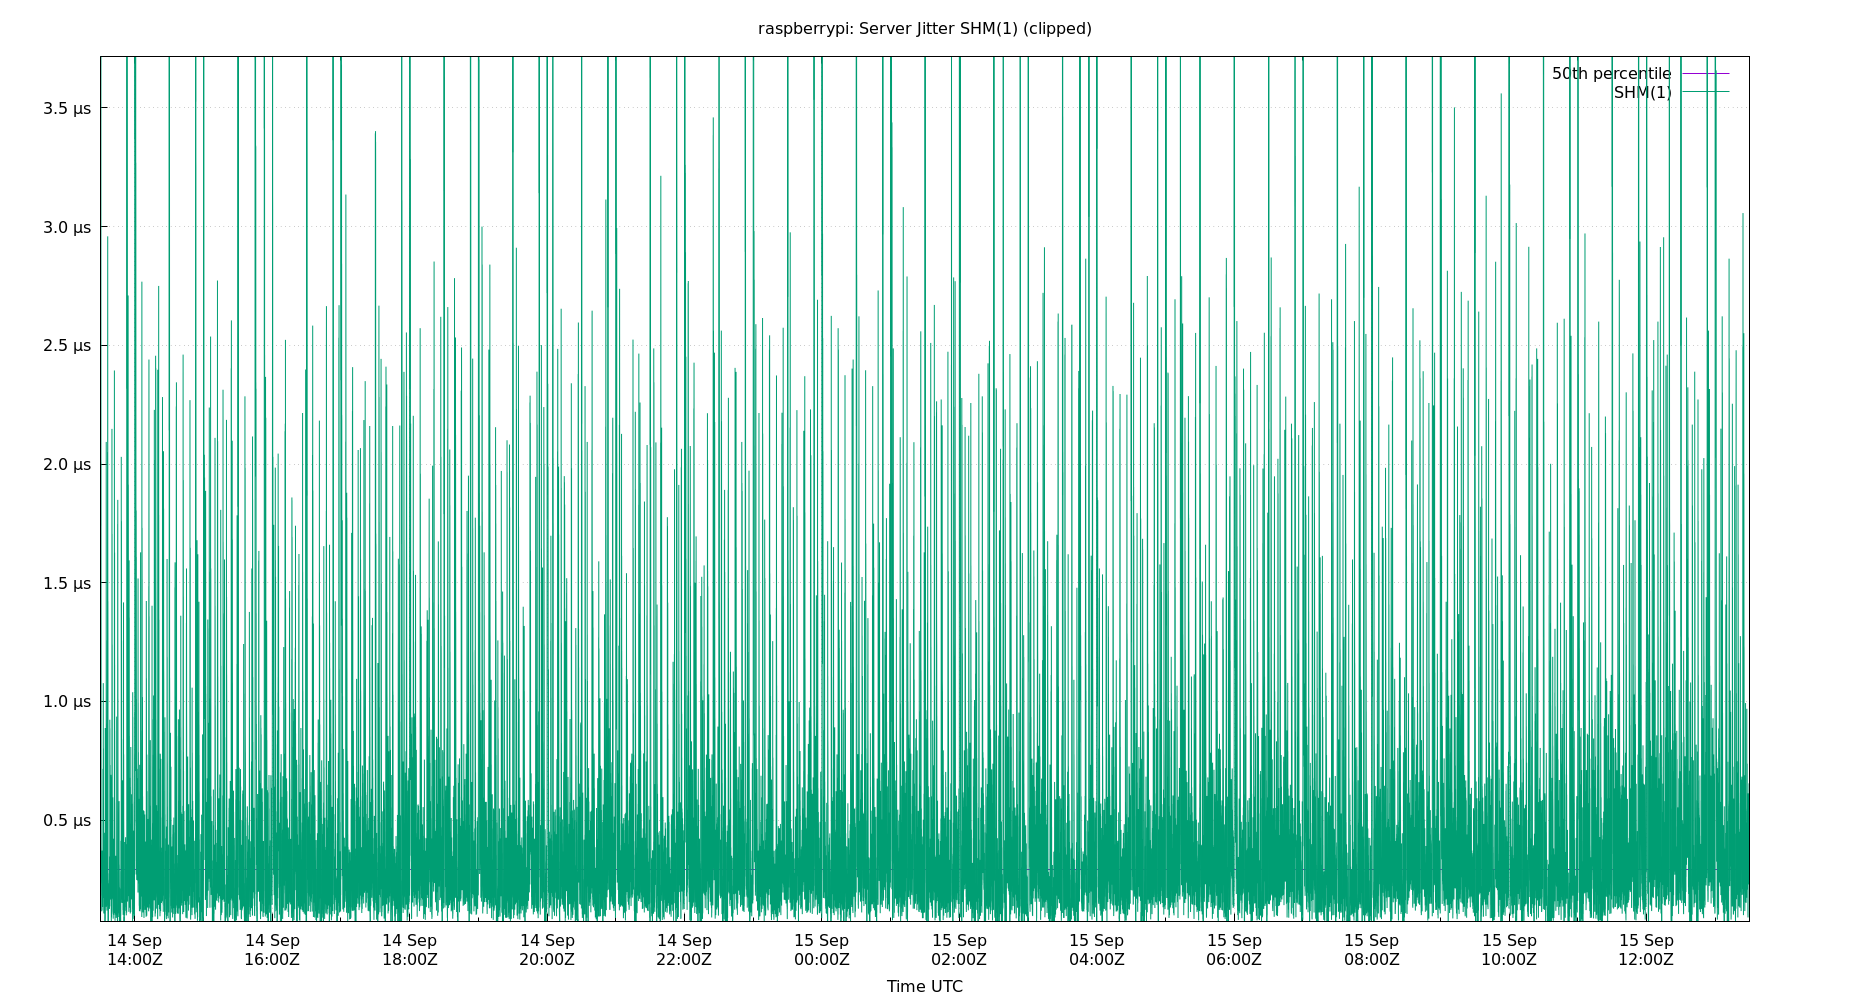 raspberrypi: Server Jitter SHM(1) (clipped)
50th percentile
SHM(1)
3.5 µs
3.0 µs
2.5 µs
2.0 µs
1.5 µs
1.0 µs
0.5 µs
14 Sep 14 Sep 14 Sep 14 Sep 14 Sep 15 Sep 15 Sep 15 Sep 15 Sep 15 Sep 15 Sep 15 Sep
14:00Z 16:00Z 18:00Z 20:00Z 22:00Z 00:00Z 02:00Z 04:00Z 06:00Z 08:00Z 10:00Z 12:00Z
Time UTC